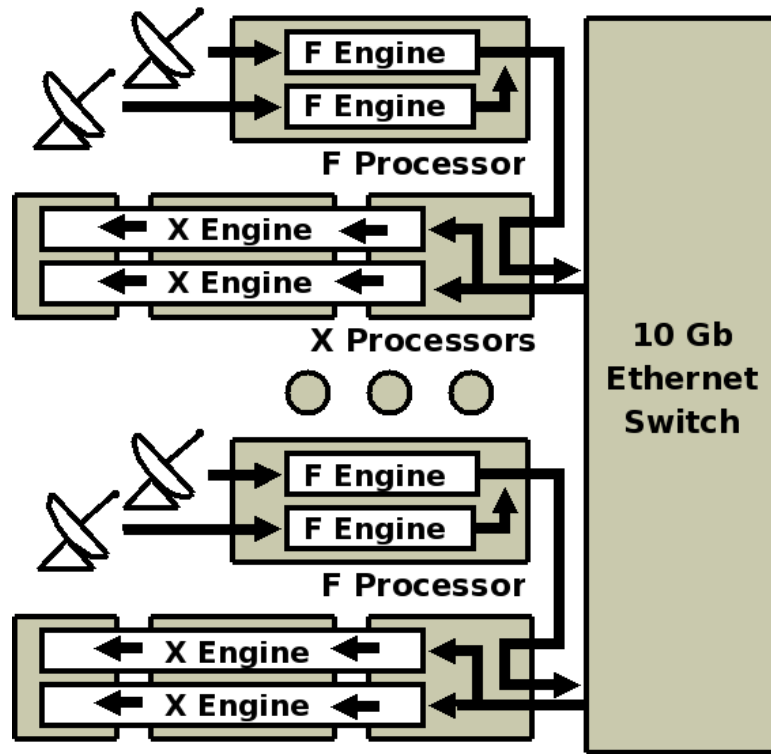 F Engine
F Engine
F Processor
X Engine
X Engine
X Processors
10 Gb
Ethernet
Switch
F Engine
F Engine
F Processor
X Engine
X Engine